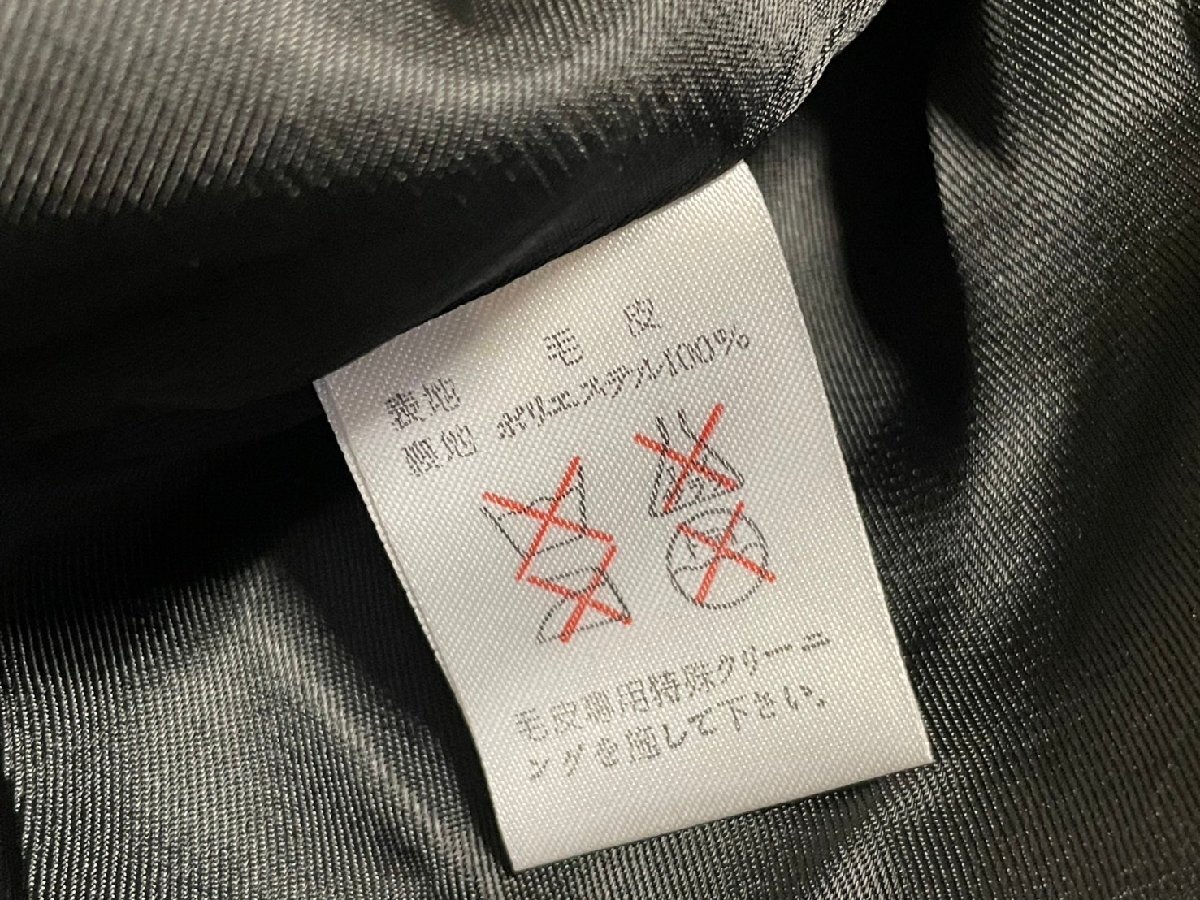 表地 毛皮
裏地 ポリエステル100%
毛皮専用特殊クリーニ
ングを施して下さい.